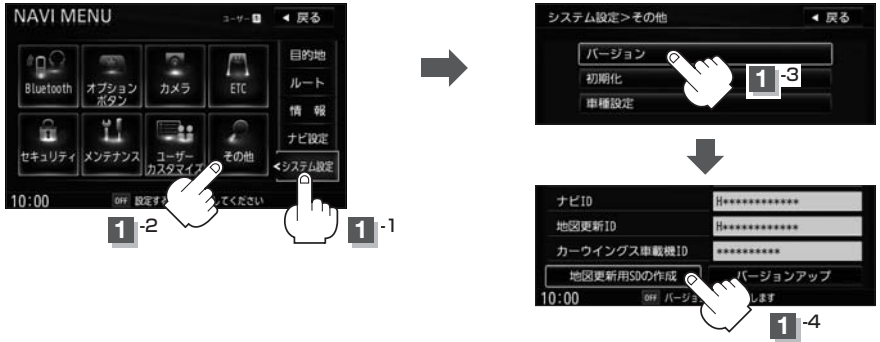 NAVI MENU
ユーザー1
◀ 戻る
Bluetooth
オプション
ボタン
カメラ
ETC
セキュリティ
メンテナンス
ユーザー
カスタマイズ
その他
目的地
ルート
情 報
ナビ設定
<システム設定
10:00
OFF 設定する
してください
1 -2
1 -1
システム設定>その他
◀ 戻る
バージョン
初期化
車種設定
1 -3
ナビID
H************
地図更新ID
H************
カーウイングス車載機ID
**********
地図更新用SDの作成
バージョンアップ
10:00
OFF バージョ
します
1 -4